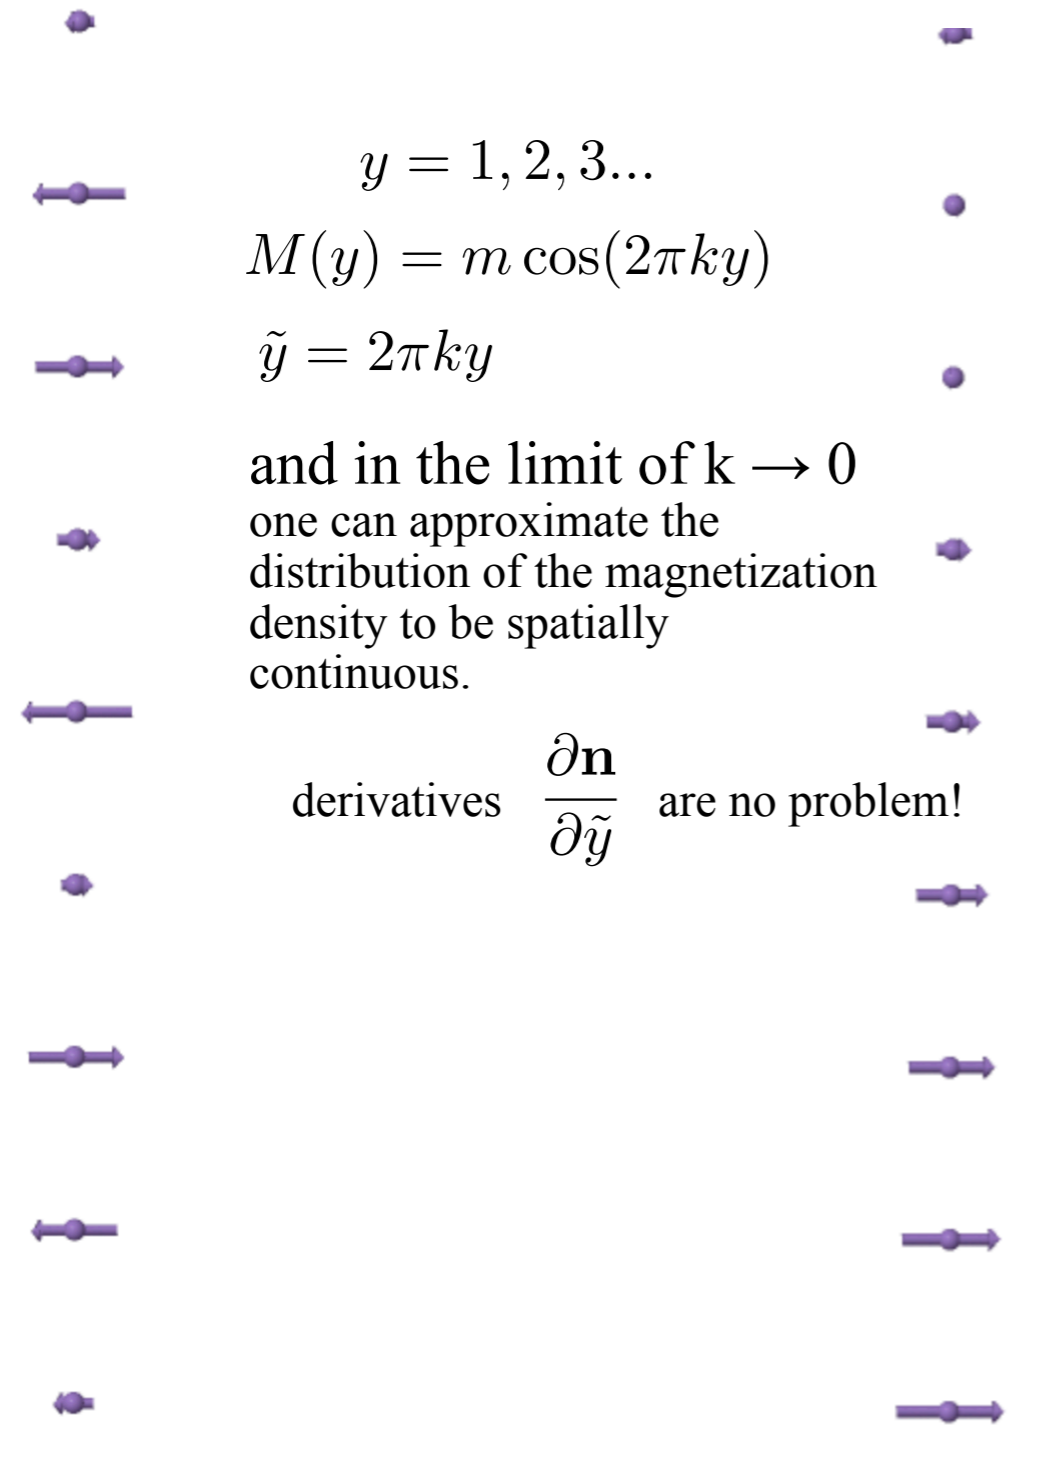 y = 1, 2, 3...
M(y) = m cos(2πky)
ỹ = 2πky
and in the limit of k → 0
one can approximate the
distribution of the magnetization
density to be spatially
continuous.
derivatives ∂n/∂ỹ are no problem!